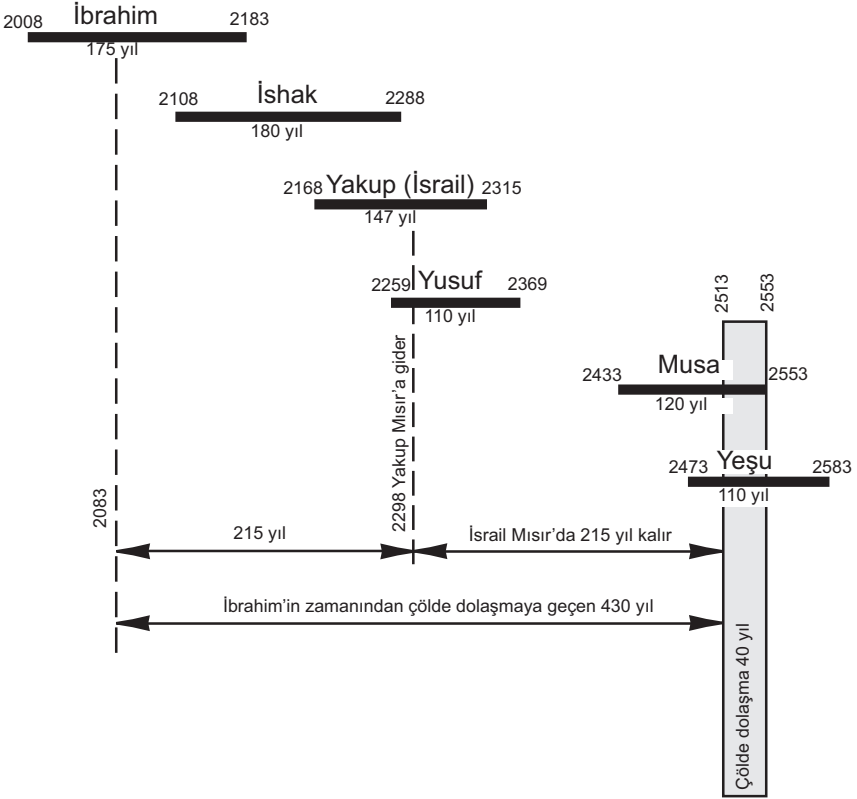 İbrahim
2008 2183
175 yıl
İshak
2108 2288
180 yıl
2168 Yakup (İsrail) 2315
147 yıl
Yusuf
2259 2369
110 yıl
2513 2553
Musa
2433 2553
120 yıl
Yeşu
2473 2583
110 yıl
2083
2298 Yakup Mısır’a gider
215 yıl
İsrail Mısır’da 215 yıl kalır
İbrahim’in zamanından çölde dolaşmaya geçen 430 yıl
Çölde dolaşma 40 yıl